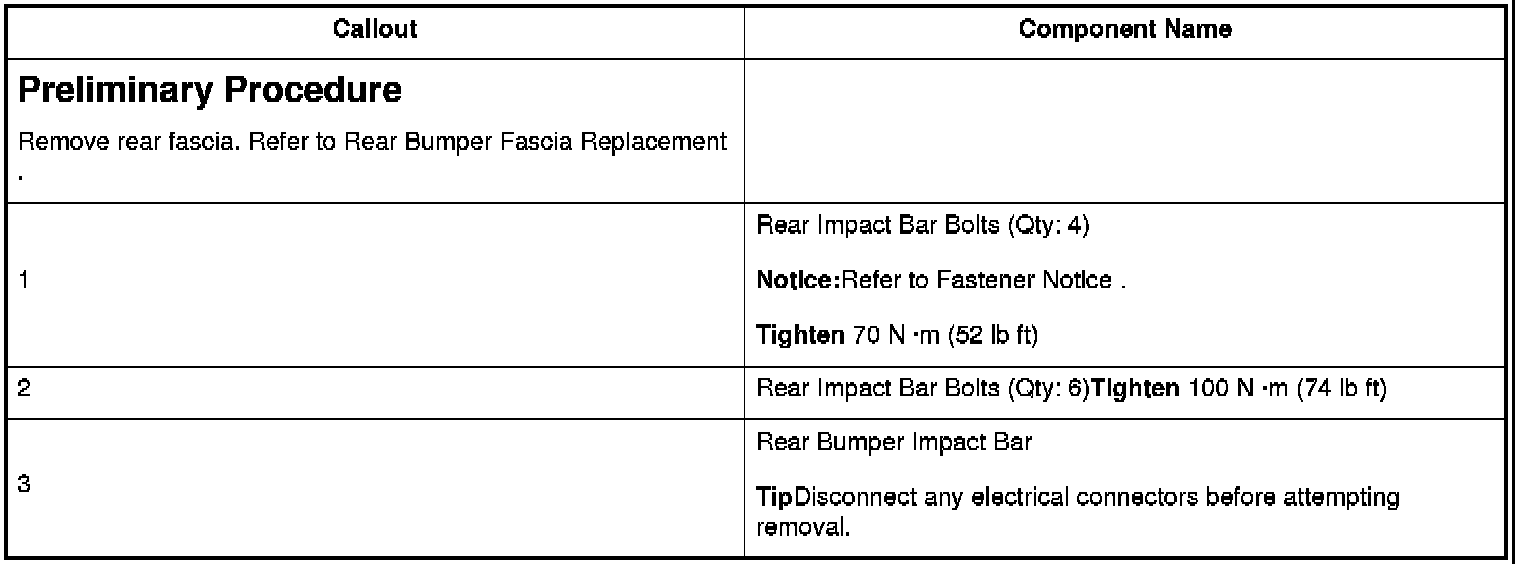 Callout
Component Name
Preliminary Procedure
Remove rear fascia. Refer to Rear Bumper Fascia Replacement
.
1
Rear Impact Bar Bolts (Qty: 4)
Notice:Refer to Fastener Notice .
Tighten 70 N ·m (52 lb ft)
2
Rear Impact Bar Bolts (Qty: 6)Tighten 100 N ·m (74 lb ft)
3
Rear Bumper Impact Bar
TipDisconnect any electrical connectors before attempting
removal.